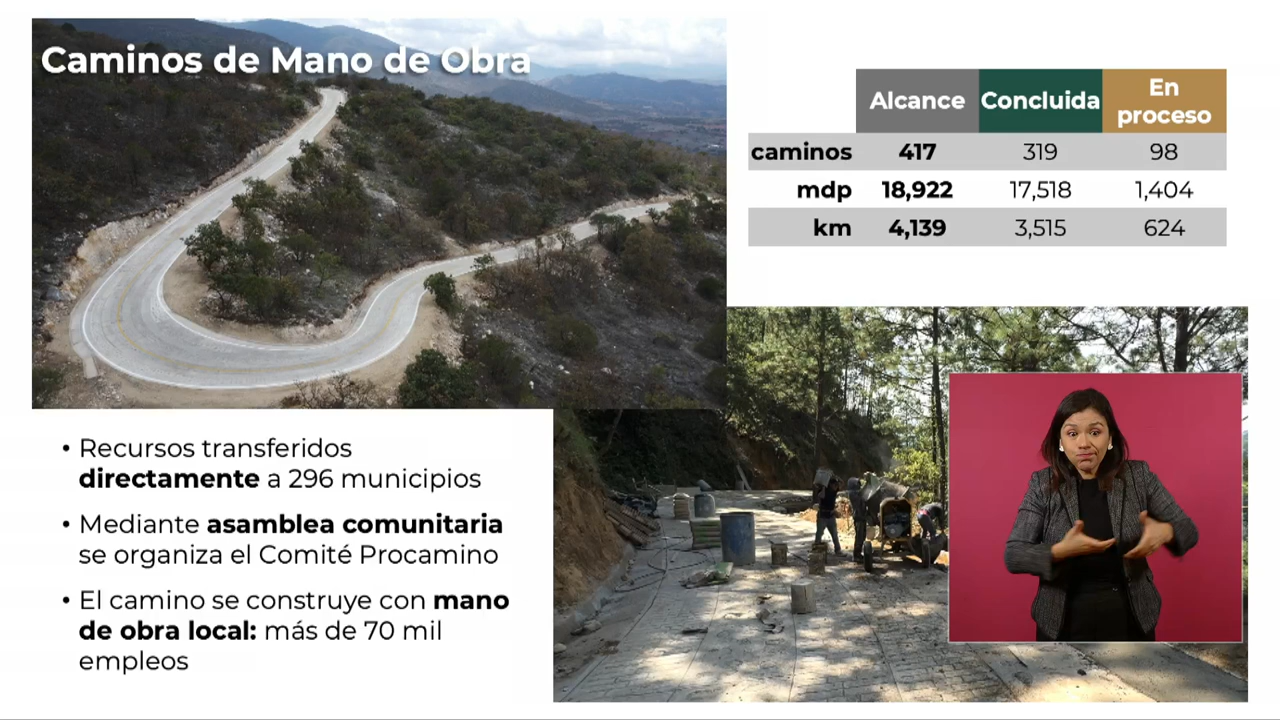 Caminos de Mano de Obra
Alcance Concluida En proceso
caminos 417 319 98
mdp 18,922 17,518 1,404
km 4,139 3,515 624
• Recursos transferidos
directamente a 296 municipios
• Mediante asamblea comunitaria
se organiza el Comité Procamino
• El camino se construye con mano
de obra local: más de 70 mil
empleos